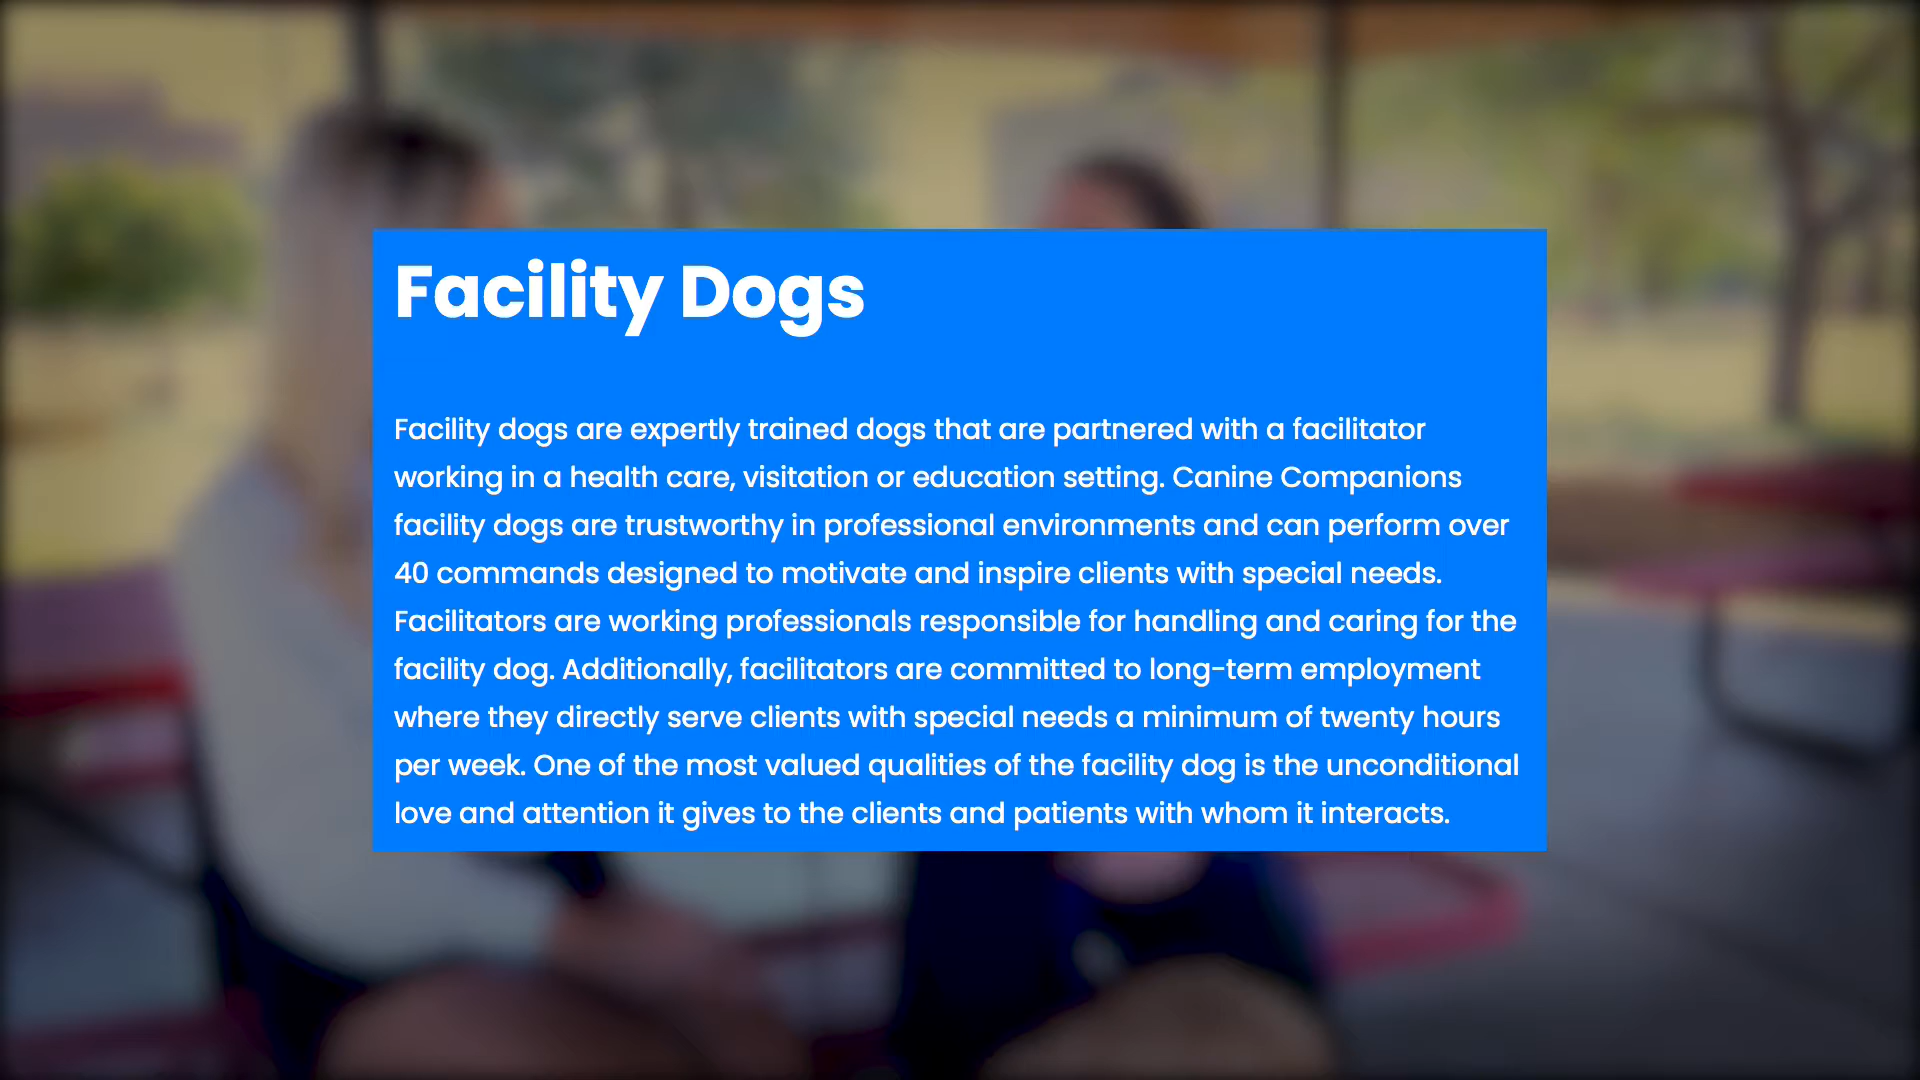 Facility Dogs
Facility dogs are expertly trained dogs that are partnered with a facilitator
working in a health care, visitation or education setting. Canine Companions
facility dogs are trustworthy in professional environments and can perform over
40 commands designed to motivate and inspire clients with special needs.
Facilitators are working professionals responsible for handling and caring for the
facility dog. Additionally, facilitators are committed to long-term employment
where they directly serve clients with special needs a minimum of twenty hours
per week. One of the most valued qualities of the facility dog is the unconditional
love and attention it gives to the clients and patients with whom it interacts.